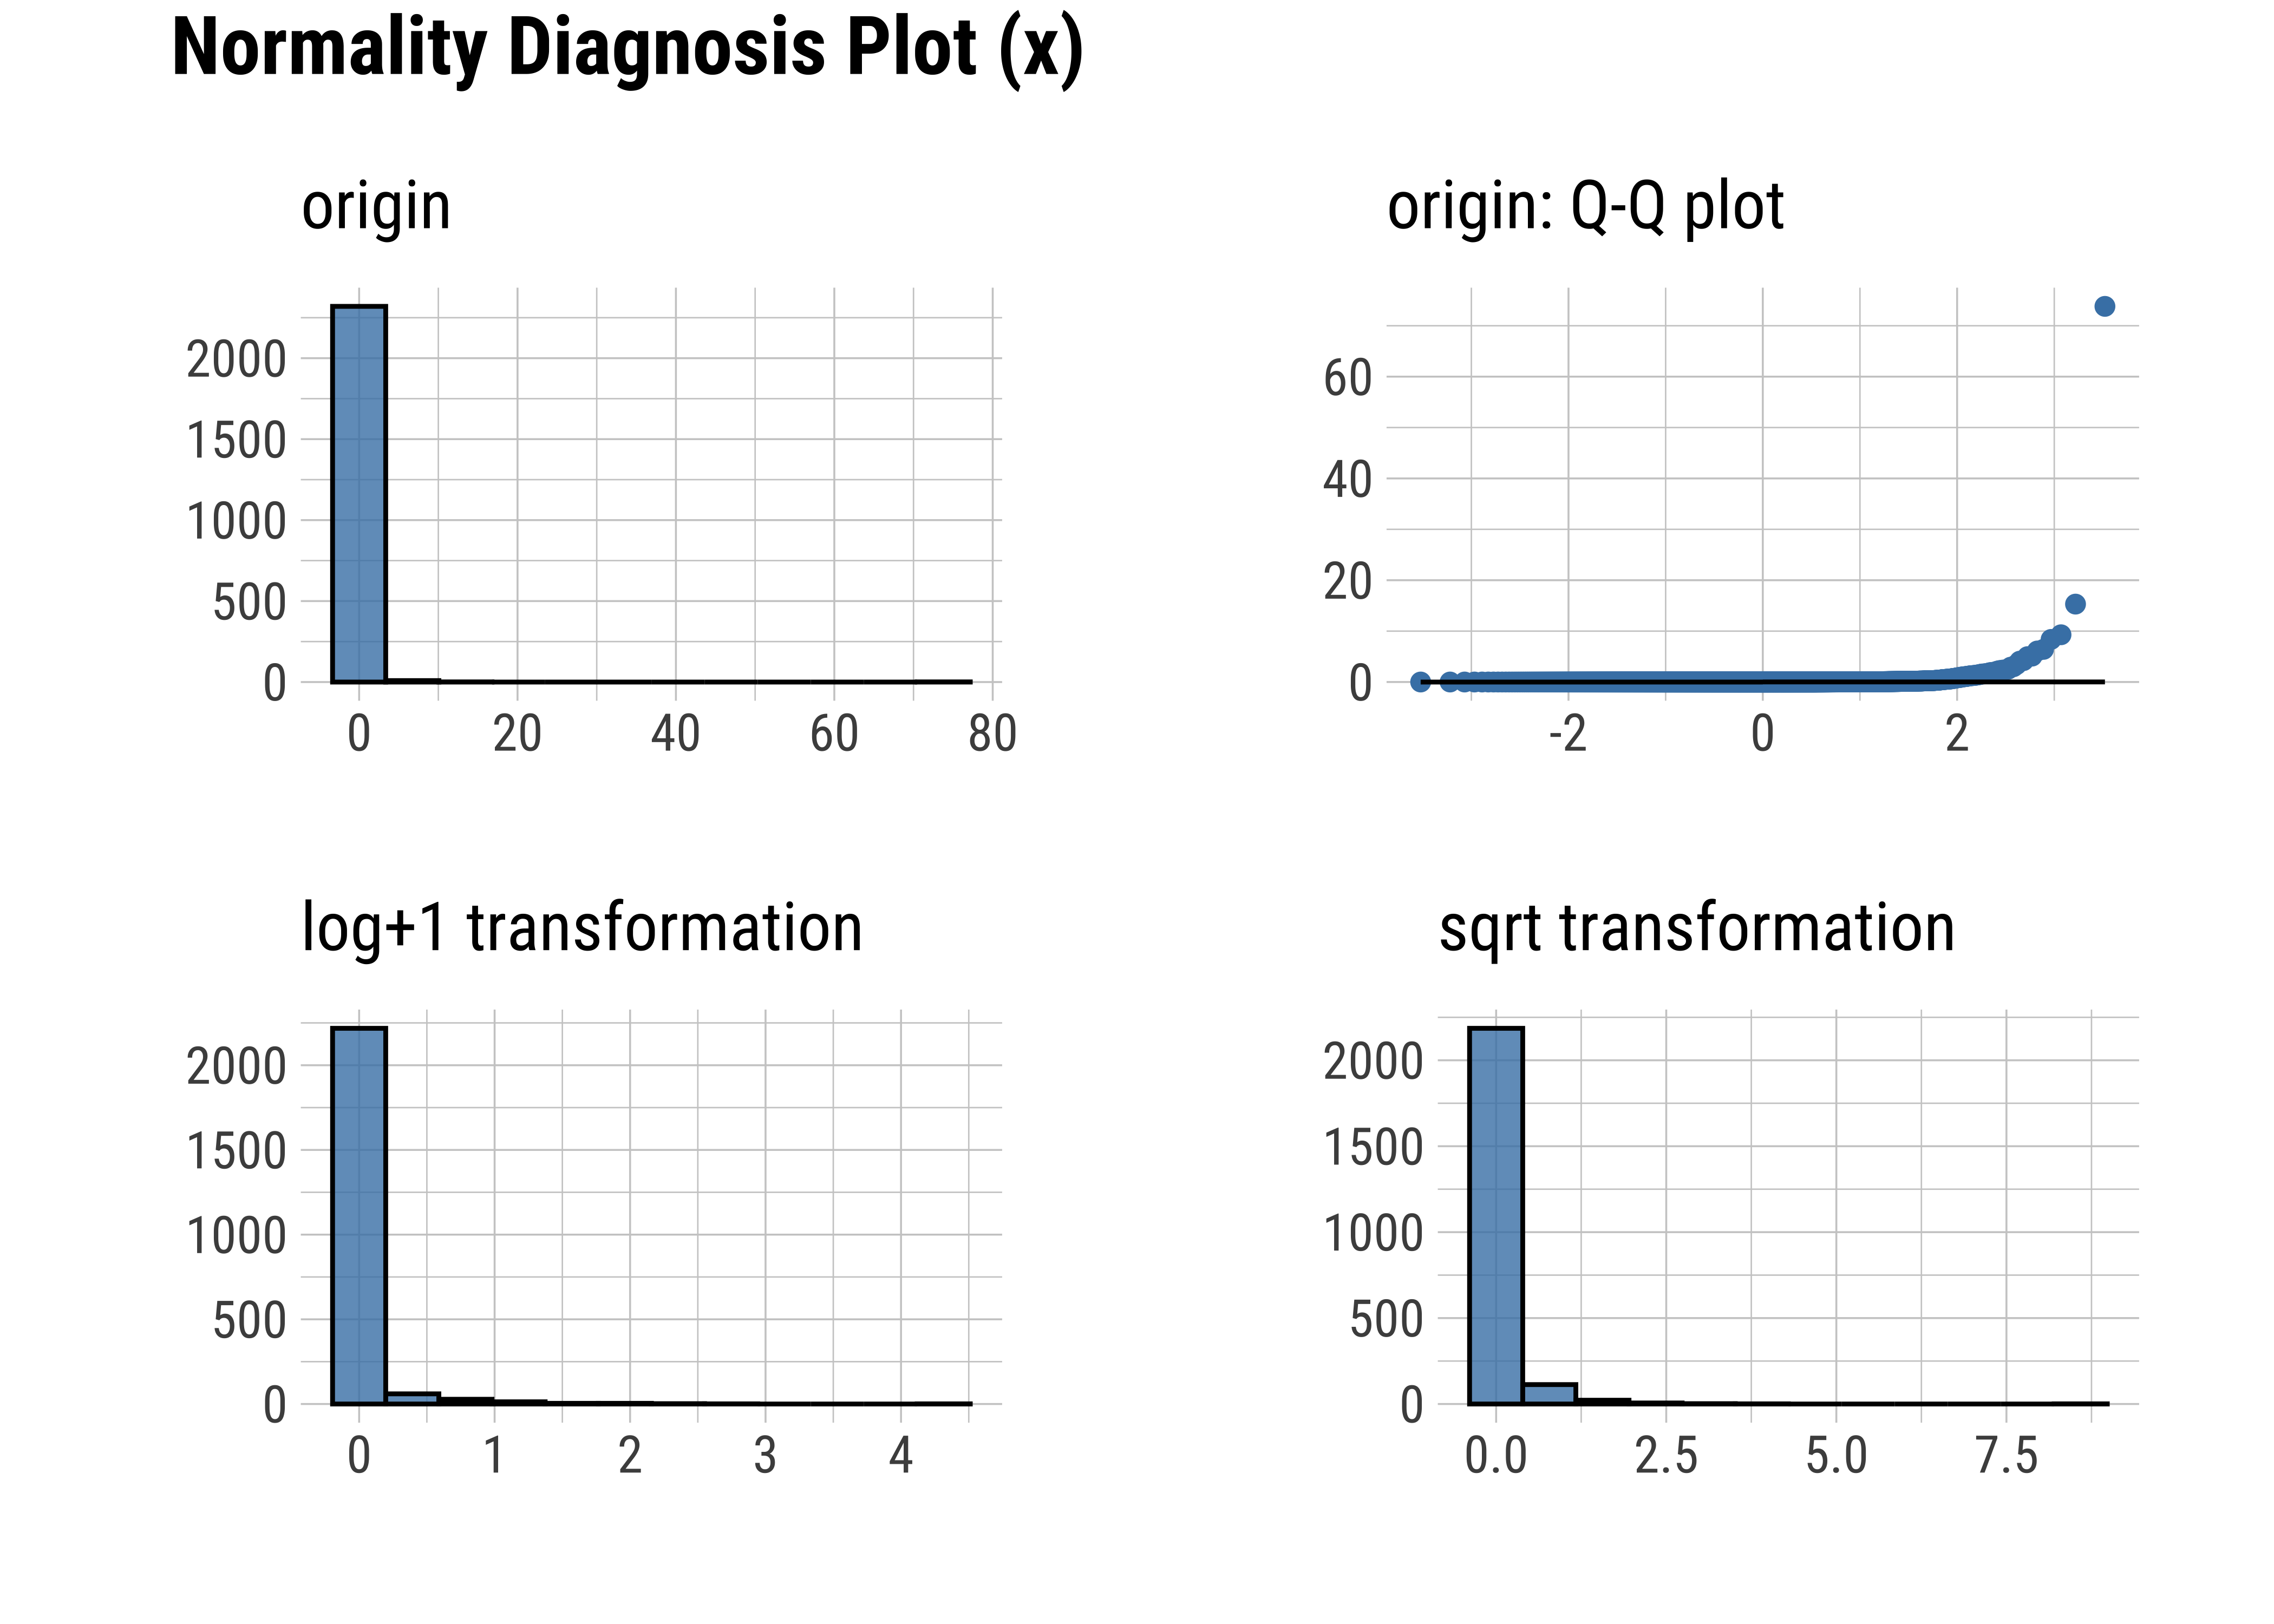 Normality Diagnosis Plot (x)
origin
2000
1500
1000
500
0
0 20 40 60 80
origin: Q-Q plot
60
40
20
0
-2 0 2
log+1 transformation
2000
1500
1000
500
0
0 1 2 3 4
sqrt transformation
2000
1500
1000
500
0
0.0 2.5 5.0 7.5